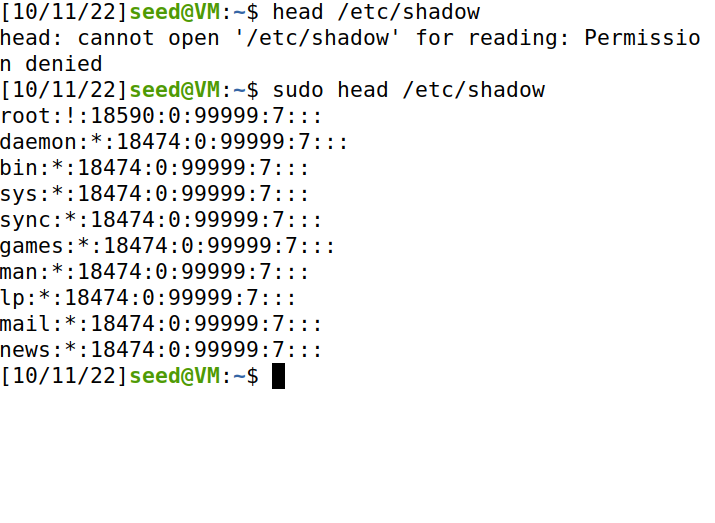 [10/11/22]seed@VM:~$ head /etc/shadow
head: cannot open '/etc/shadow' for reading: Permissio
n denied
[10/11/22]seed@VM:~$ sudo head /etc/shadow
root:!:18590:0:99999:7:::
daemon:*:18474:0:99999:7:::
bin:*:18474:0:99999:7:::
sys:*:18474:0:99999:7:::
sync:*:18474:0:99999:7:::
games:*:18474:0:99999:7:::
man:*:18474:0:99999:7:::
lp:*:18474:0:99999:7:::
mail:*:18474:0:99999:7:::
news:*:18474:0:99999:7:::
[10/11/22]seed@VM:~$